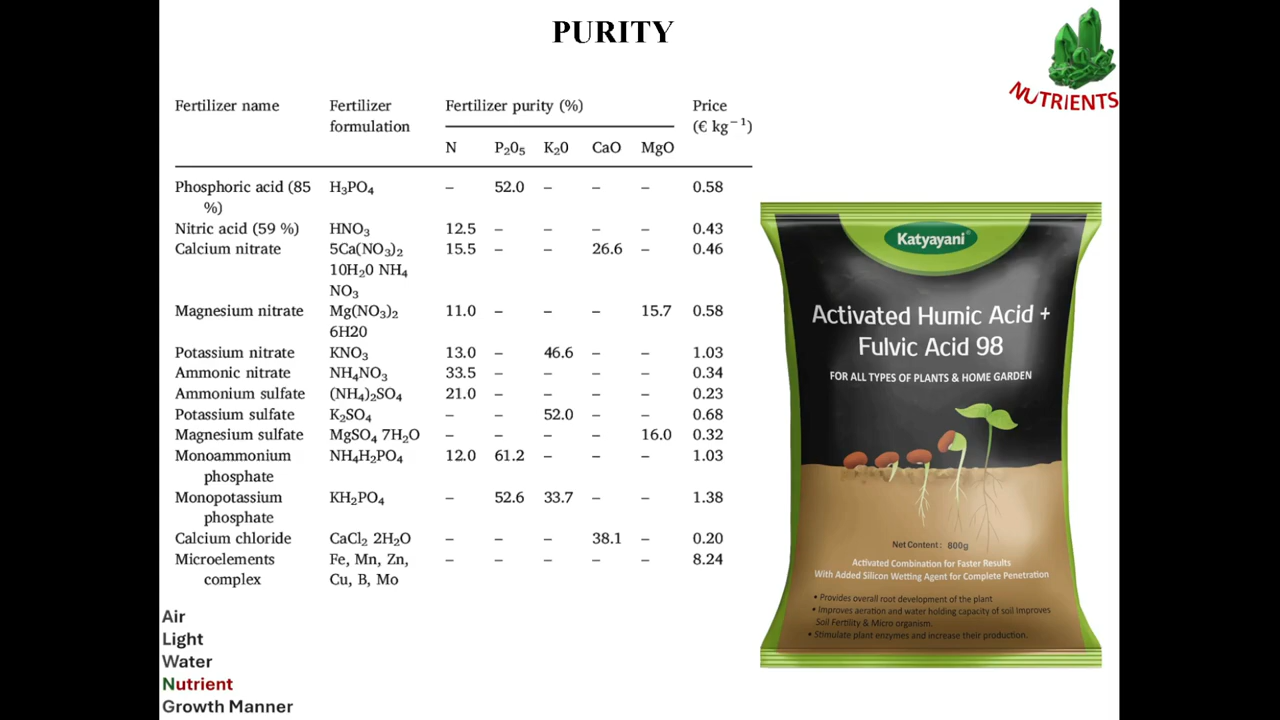 PURITY
NUTRIENTS
Fertilizer name Fertilizer formulation Fertilizer purity (%) Price (€ kg⁻¹)
N P₂0₅ K₂0 CaO MgO
Phosphoric acid (85 %) H₃PO₄ – 52.0 – – – 0.58
Nitric acid (59 %) HNO₃ 12.5 – – – – 0.43
Calcium nitrate 5Ca(NO₃)₂ 10H₂0 NH₄ NO₃ 15.5 – – 26.6 – 0.46
Magnesium nitrate Mg(NO₃)₂ 6H20 11.0 – – – 15.7 0.58
Potassium nitrate KNO₃ 13.0 – 46.6 – – 1.03
Ammonic nitrate NH₄NO₃ 33.5 – – – – 0.34
Ammonium sulfate (NH₄)₂SO₄ 21.0 – – – – 0.23
Potassium sulfate K₂SO₄ – – 52.0 – – 0.68
Magnesium sulfate MgSO₄ 7H₂O – – – – 16.0 0.32
Monoammonium phosphate NH₄H₂PO₄ 12.0 61.2 – – – 1.03
Monopotassium phosphate KH₂PO₄ – 52.6 33.7 – – 1.38
Calcium chloride CaCl₂ 2H₂O – – – 38.1 – 0.20
Microelements complex Fe, Mn, Zn, Cu, B, Mo – – – – – 8.24
Air
Light
Water
Nutrient
Growth Manner
Katyayani®
Activated Humic Acid +
Fulvic Acid 98
FOR ALL TYPES OF PLANTS & HOME GARDEN
Net Content : 800g
Activated Combination for Faster Results
With Added Silicon Wetting Agent for Complete Penetration
• Provides overall root development of the plant
• Improves aeration and water holding capacity of soil Improves
Soil Fertility & Micro organism.
• Stimulate plant enzymes and increase their production.